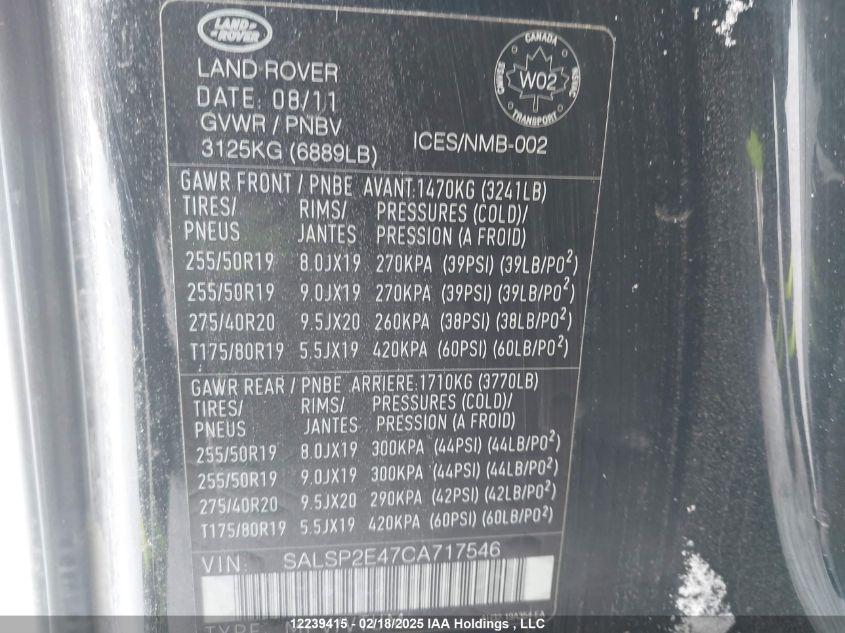 LAND-ROVER
LAND ROVER
DATE: 08/11
GVWR / PNBV
3125KG (6889LB)
CANADA
W02
TRANSPORT
ICES/NMB-002
GAWR FRONT / PNBE AVANT:1470KG (3241LB)
TIRES/ RIMS/ PRESSURES (COLD)/
PNEUS JANTES PRESSION (A FROID)
255/50R19 8.0JX19 270KPA (39PSI) (39LB/PO²)
255/50R19 9.0JX19 270KPA (39PSI) (39LB/PO²)
275/40R20 9.5JX20 260KPA (38PSI) (38LB/PO²)
T175/80R19 5.5JX19 420KPA (60PSI) (60LB/PO²)
GAWR REAR / PNBE ARRIERE:1710KG (3770LB)
TIRES/ RIMS/ PRESSURES (COLD)/
PNEUS JANTES PRESSION (A FROID)
255/50R19 8.0JX19 300KPA (44PSI) (44LB/PO²)
255/50R19 9.0JX19 300KPA (44PSI) (44LB/PO²)
275/40R20 9.5JX20 290KPA (42PSI) (42LB/PO²)
T175/80R19 5.5JX19 420KPA (60PSI) (60LB/PO²)
VIN: SALSP2E47CA717546
TYPE
12239415 - 02/18/2025 IAA Holdings , LLC